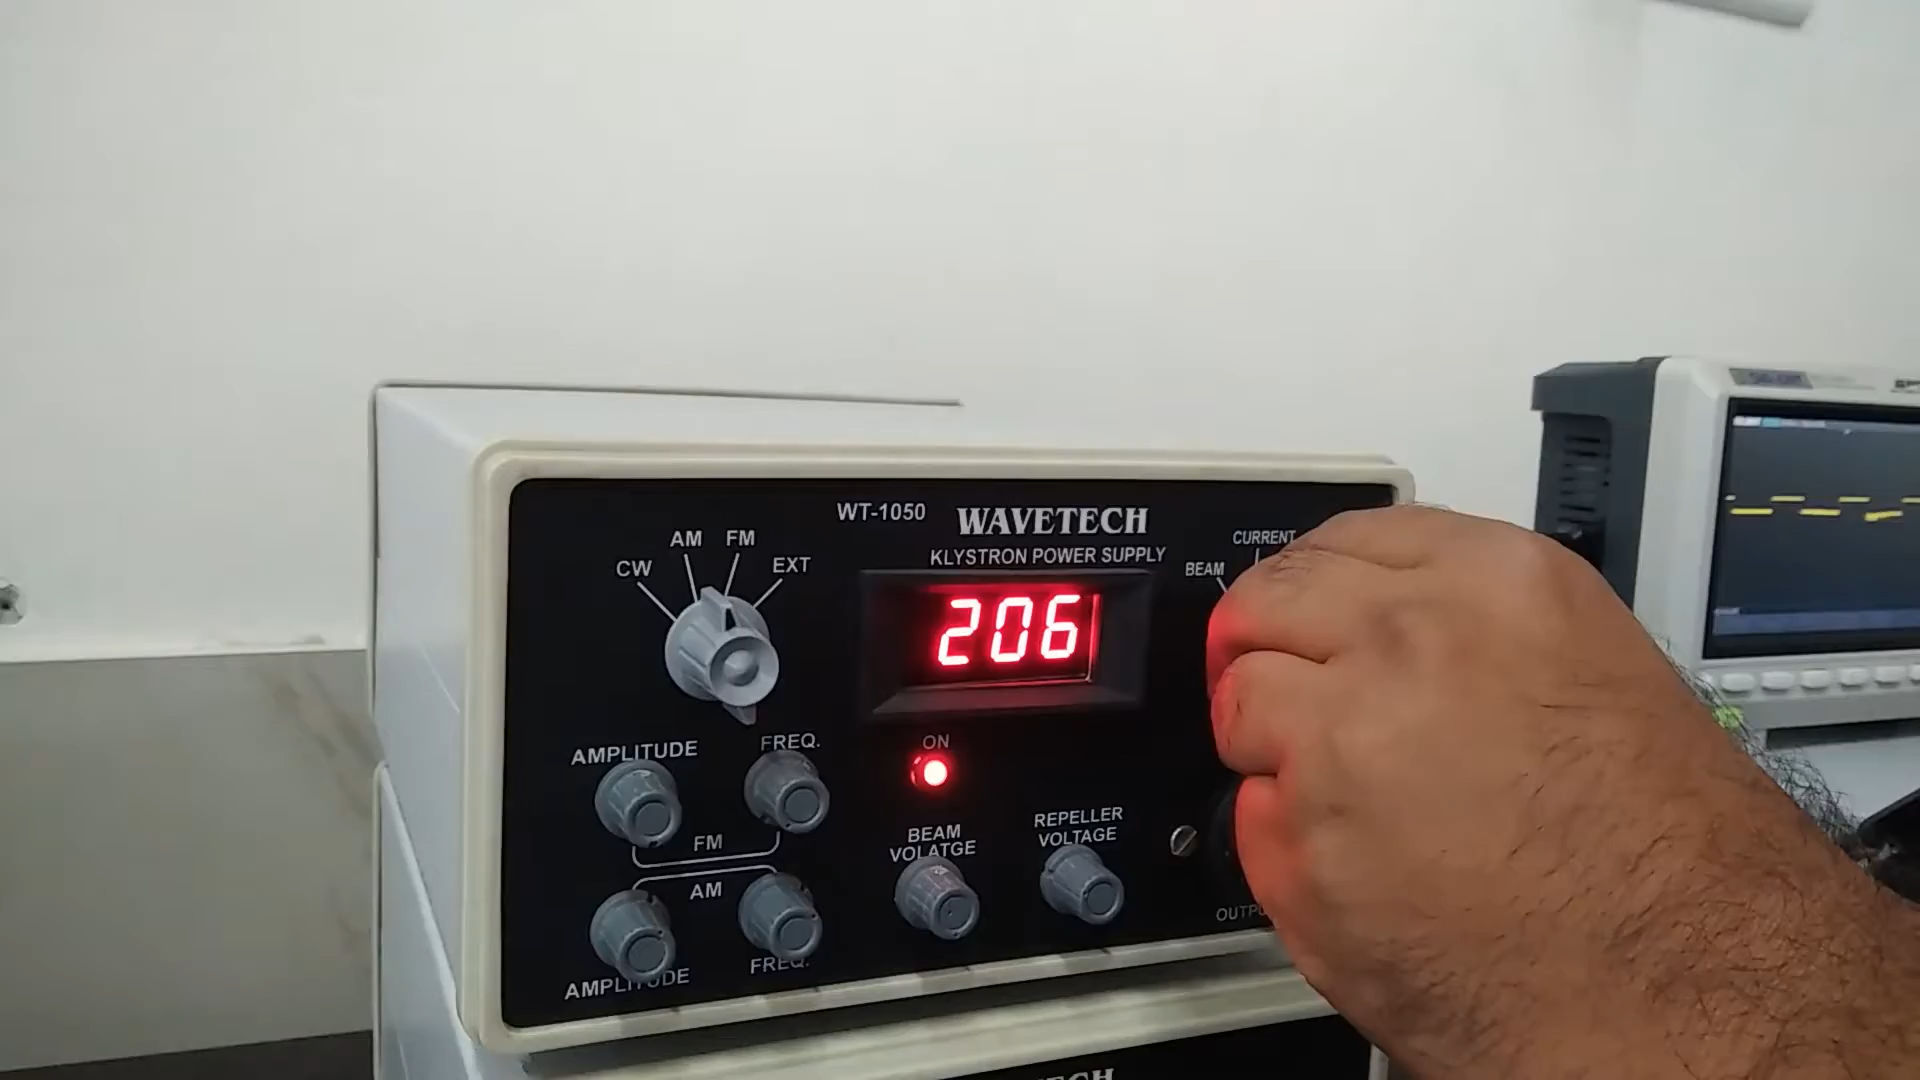 WT-1050 WAVETECH
KLYSTRON POWER SUPPLY
AM FM
CW EXT
CURRENT
BEAM
206
ON
AMPLITUDE FREQ.
FM
AM
AMPLITUDE FREQ.
BEAM
VOLATGE
REPELLER
VOLTAGE